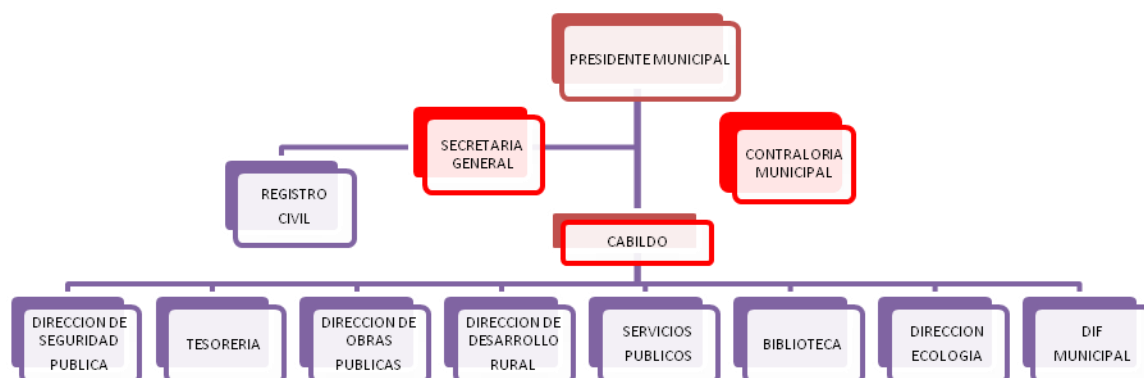 PRESIDENTE MUNICIPAL
SECRETARIA
GENERAL
CONTRALORIA
MUNICIPAL
REGISTRO
CIVIL
CABILDO
DIRECCION DE
SEGURIDAD
PUBLICA
TESORERIA
DIRECCION DE
OBRAS
PUBLICAS
DIRECCION DE
DESARROLLO
RURAL
SERVICIOS
PUBLICOS
BIBLIOTECA
DIRECCION
ECOLOGIA
DIF
MUNICIPAL